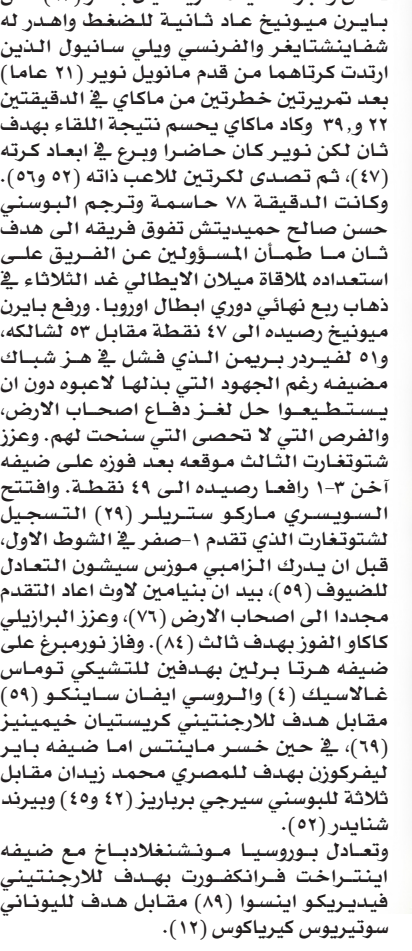 بايرن ميونيخ عاد ثانية للضغط واهدر له
شفاينشتايغر والفرنسي ويلي سانيول الذين
ارتدت كرتاهما من قدم مانويل نوير (٢١ عاما)
بعد تمريرتين خطرتين من ماكاي في الدقيقتين
٢٢ و,٣٩ وكاد ماكاي يحسم نتيجة اللقاء بهدف
ثان لكن نوير كان حاضرا وبرع في ابعاد كرته
(٤٧)، ثم تصدى لكرتين للاعب ذاته (٥٢ و٥٦).
وكانت الدقيقة ٧٨ حاسمة وترجم البوسني
حسن صالح حميديتش تفوق فريقه الى هدف
ثان ما طمأن المسؤولين عن الفريق على
استعداده لملاقاة ميلان الايطالي غد الثلاثاء في
ذهاب ربع نهائي دوري ابطال اوروبا. ورفع بايرن
ميونيخ رصيده الى ٤٧ نقطة مقابل ٥٣ لشالكه،
و٥١ لفيردر بريمن الذي فشل في هز شباك
مضيفه رغم الجهود التي بذلها لاعبوه دون ان
يستطيعوا حل لغز دفاع اصحاب الارض،
والفرص التي لا تحصى التي سنحت لهم. وعزز
شتوتغارت الثالث موقعه بعد فوزه على ضيفه
آخن ٣-١ رافعا رصيده الى ٤٩ نقطة. وافتتح
السويسري ماركو ستريلر (٢٩) التسجيل
لشتوتغارت الذي تقدم ١-صفر في الشوط الاول،
قبل ان يدرك الزامبي موزس سيشون التعادل
للضيوف (٥٩)، بيد ان بنيامين لاوث اعاد التقدم
مجددا الى اصحاب الارض (٧٦)، وعزز البرازيلي
كاكاو الفوز بهدف ثالث (٨٤). وفاز نورمبرغ على
ضيفه هرتا برلين بهدفين للتشيكي توماس
غالاسيك (٤) والروسي ايفان ساينكو (٥٩)
مقابل هدف للارجنتيني كريستيان خيمينيز
(٦٩)، في حين خسر ماينتس اما ضيفه باير
ليفركوزن بهدف للمصري محمد زيدان مقابل
ثلاثة للبوسني سيرجي برباريز (٤٢ و٤٥) وبيرند
شنايدر (٥٢).
وتعادل بوروسيا مونشنغلادباخ مع ضيفه
اينتراخت فرانكفورت بهدف للارجنتيني
فيديريكو اينسوا (٨٩) مقابل هدف لليوناني
سوتيريوس كيرياكوس (١٢).